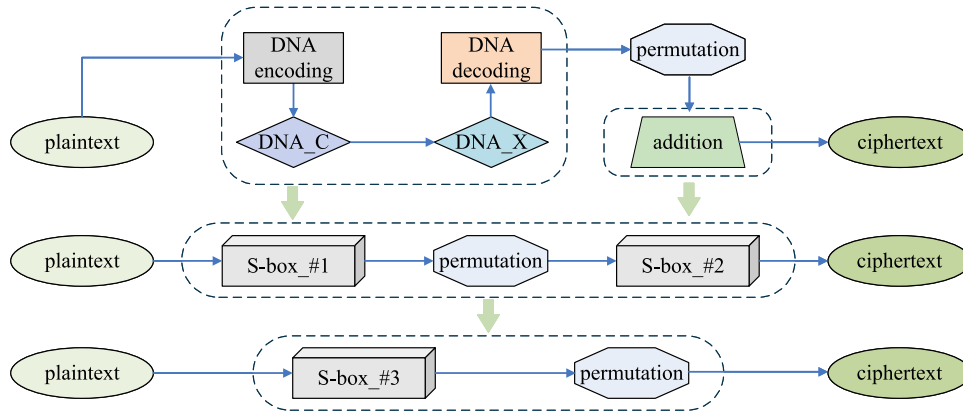 plaintext
DNA
encoding
DNA_C
DNA_X
DNA
decoding
permutation
addition
ciphertext
plaintext
S-box_#1
permutation
S-box_#2
ciphertext
plaintext
S-box_#3
permutation
ciphertext